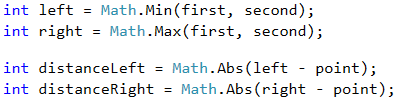 int left = Math.Min(first, second);
int right = Math.Max(first, second);
int distanceLeft = Math.Abs(left - point);
int distanceRight = Math.Abs(right - point);